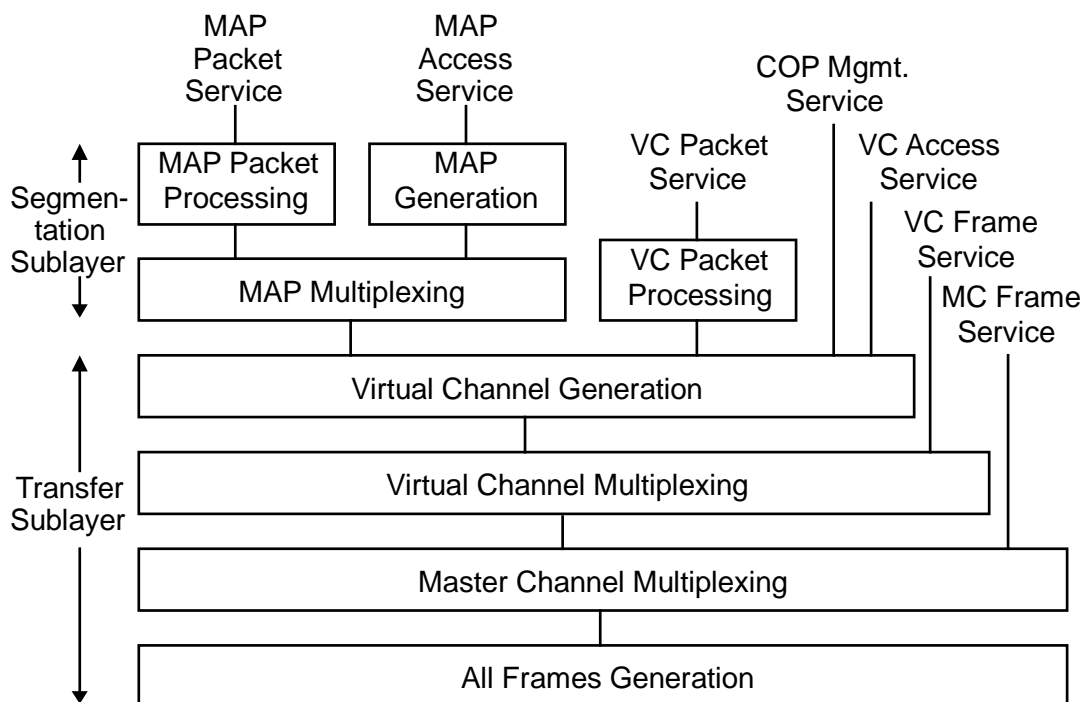 MAP
Packet
Service
MAP
Access
Service
COP Mgmt.
Service
VC Packet
Service
VC Access
Service
VC Frame
Service
MC Frame
Service
Segmen-
tation
Sublayer
MAP Packet
Processing
MAP
Generation
VC Packet
Processing
MAP Multiplexing
Transfer
Sublayer
Virtual Channel Generation
Virtual Channel Multiplexing
Master Channel Multiplexing
All Frames Generation